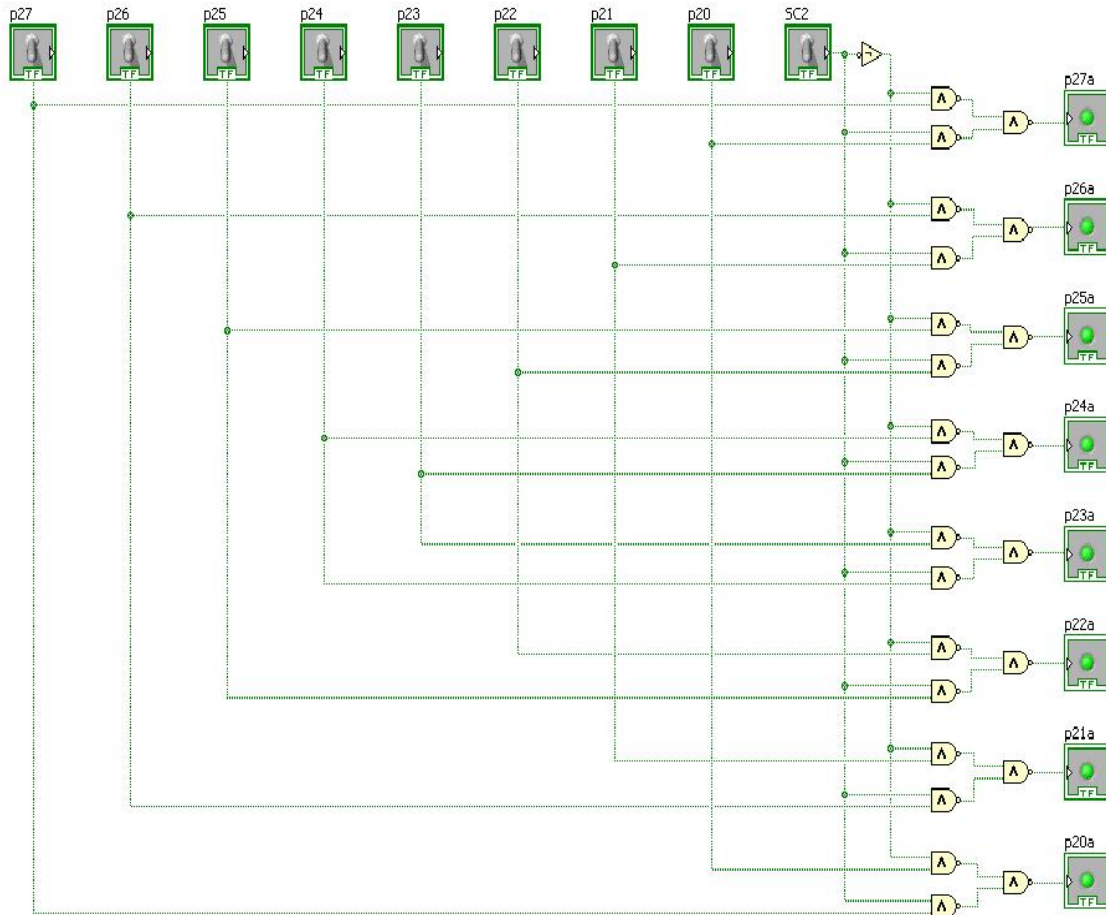 p27 p26 p25 p24 p23 p22 p21 p20 SC2
TF TF TF TF TF TF TF TF TF
p27a
TF
p26a
TF
p25a
TF
p24a
TF
p23a
TF
p22a
TF
p21a
TF
p20a
TF